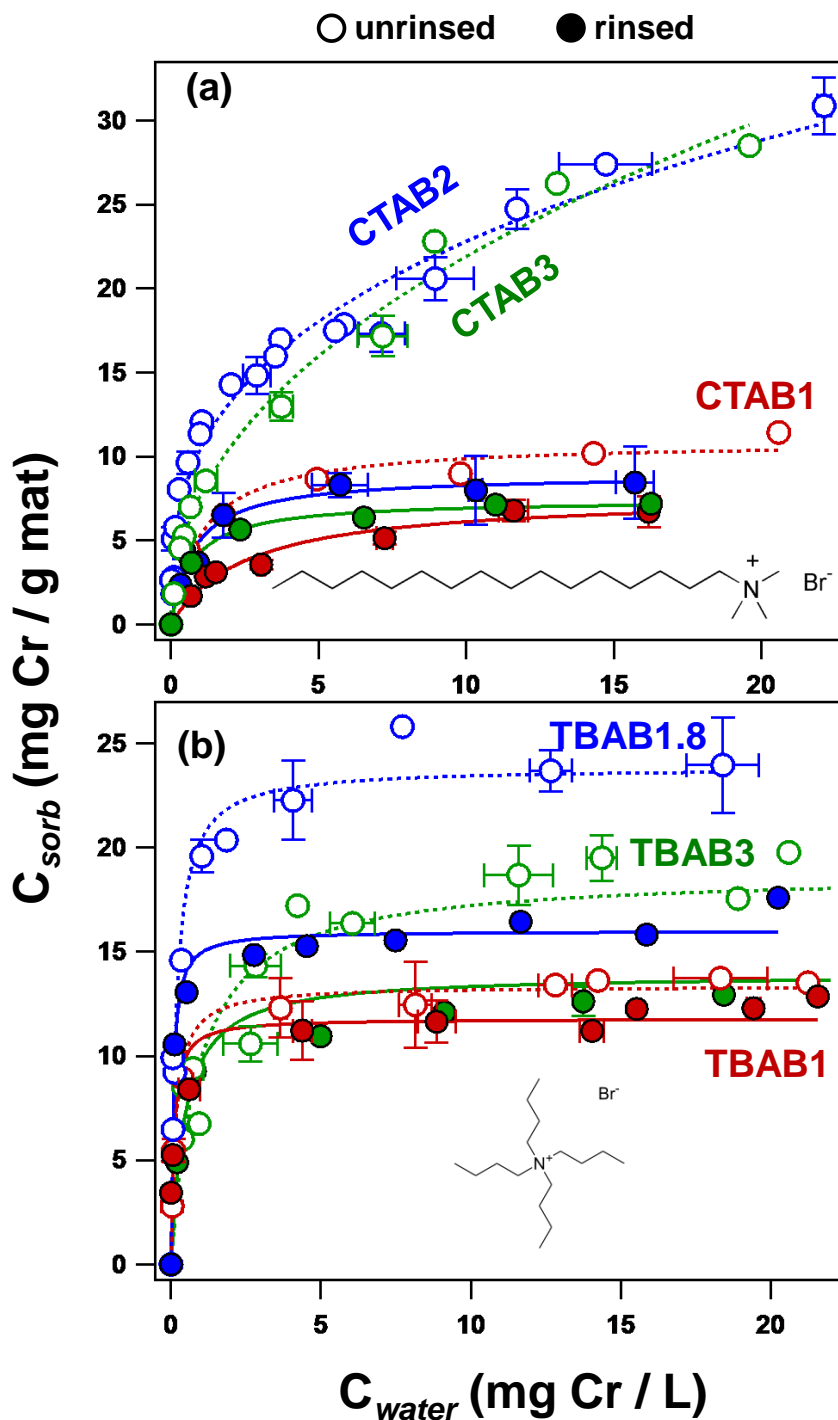 unrinsed rinsed
(a)
30
25
20
15
10
5
0
CTAB2
CTAB3
CTAB1
N+ Br-
0 5 10 15 20
C_sorb (mg Cr / g mat)
(b)
25
20
15
10
5
0
TBAB1.8
TBAB3
TBAB1
Br-
N+
0 5 10 15 20
C_water (mg Cr / L)